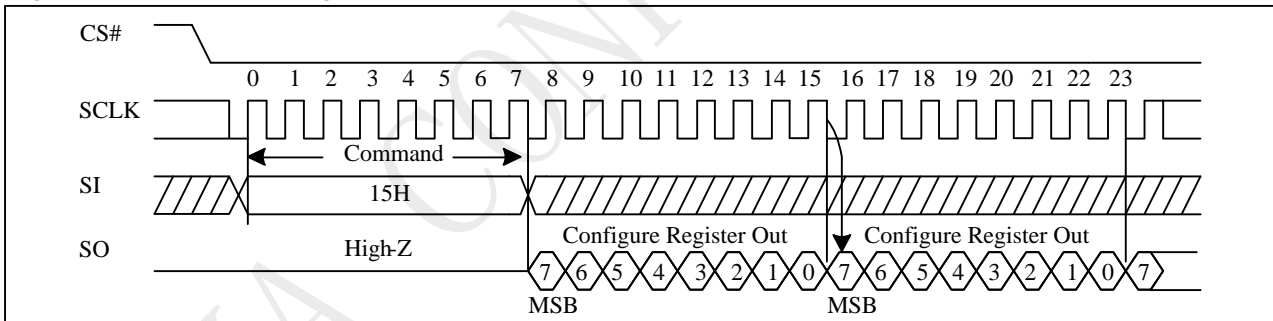 CS#
0 1 2 3 4 5 6 7 8 9 10 11 12 13 14 15 16 17 18 19 20 21 22 23
SCLK
Command
SI
15H
SO
High-Z
Configure Register Out Configure Register Out
7 6 5 4 3 2 1 0 7 6 5 4 3 2 1 0 7
MSB MSB